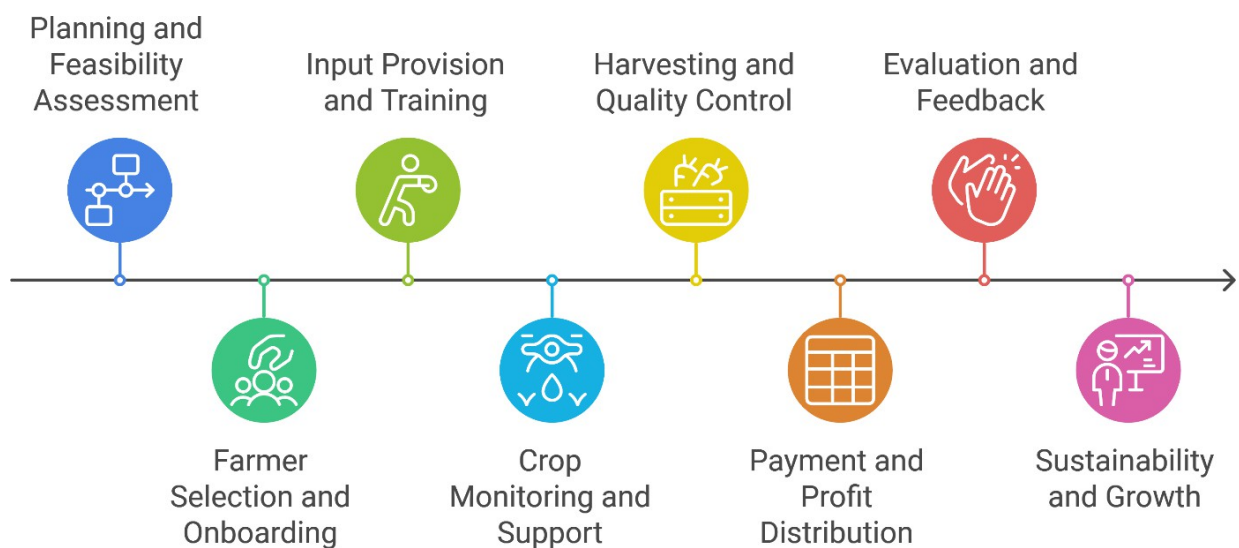 Planning and
Feasibility
Assessment
Farmer
Selection and
Onboarding
Input Provision
and Training
Crop
Monitoring and
Support
Harvesting and
Quality Control
Payment and
Profit
Distribution
Evaluation and
Feedback
Sustainability
and Growth